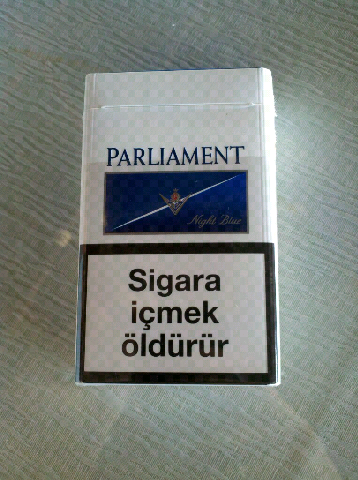 PARLIAMENT
Night Blue
Sigara
içmek
öldürür